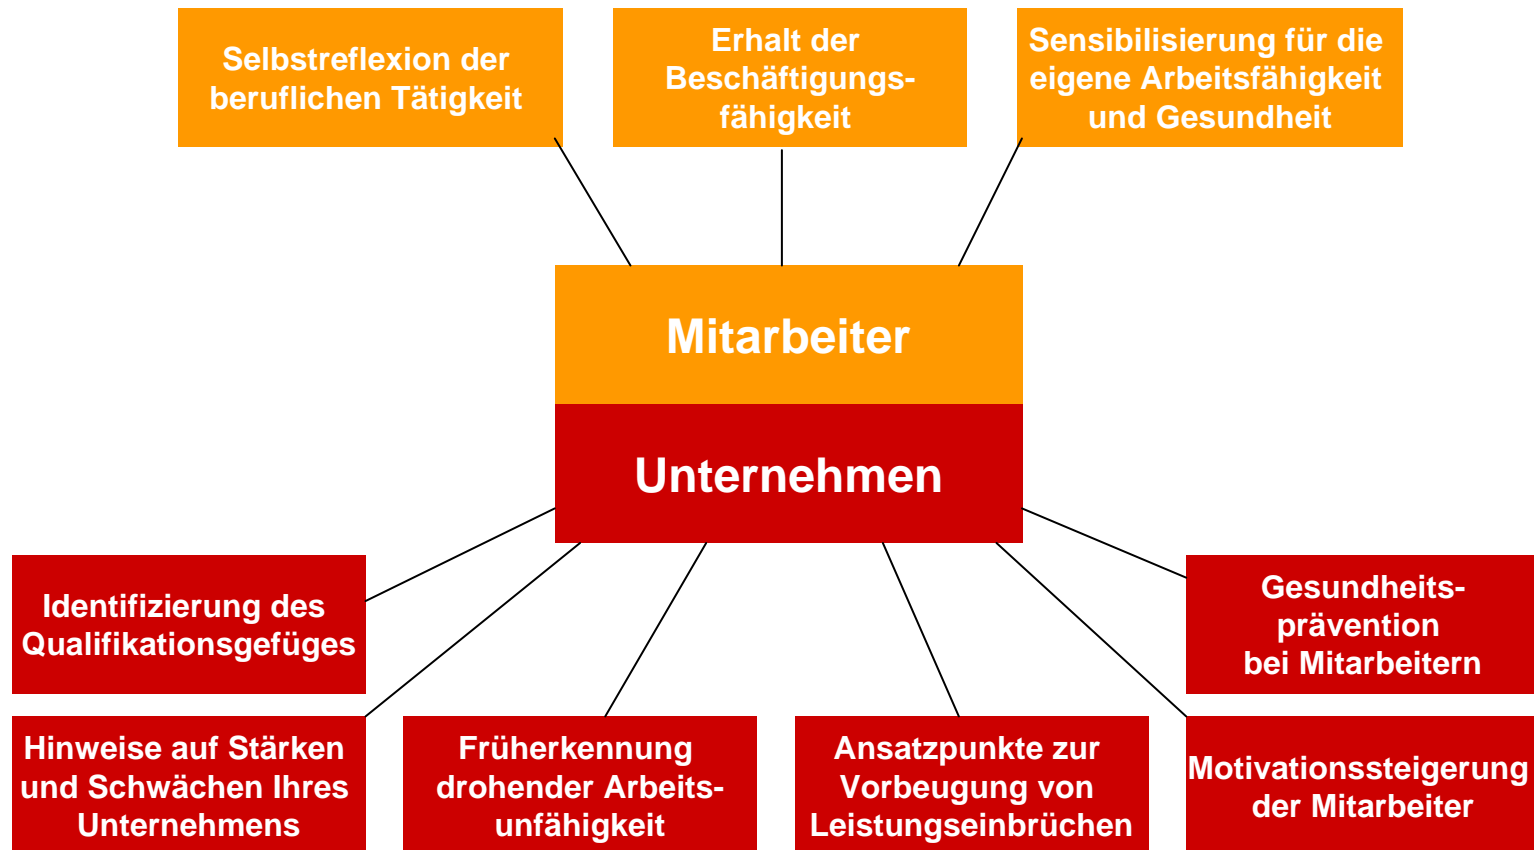 Selbstreflexion der
beruflichen Tätigkeit
Erhalt der
Beschäftigungs-
fähigkeit
Sensibilisierung für die
eigene Arbeitsfähigkeit
und Gesundheit
Mitarbeiter
Unternehmen
Identifizierung des
Qualifikationsgefüges
Gesundheits-
prävention
bei Mitarbeitern
Hinweise auf Stärken
und Schwächen Ihres
Unternehmens
Früherkennung
drohender Arbeits-
unfähigkeit
Ansatzpunkte zur
Vorbeugung von
Leistungseinbrüchen
Motivationssteigerung
der Mitarbeiter